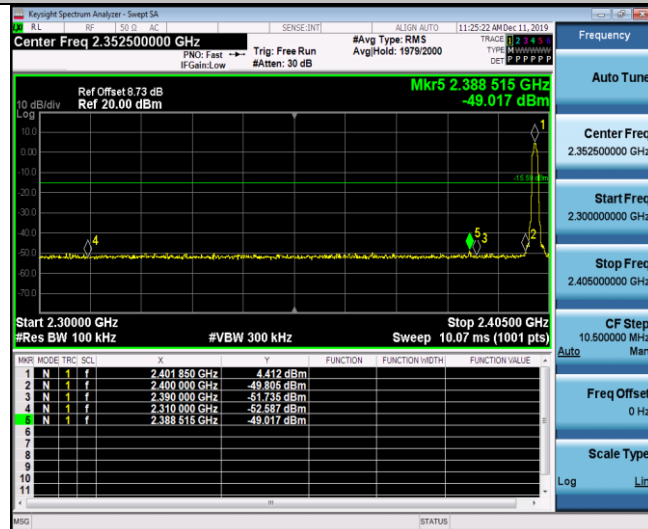 Keysight Spectrum Analyzer - Swept SA
RL RF 50 Ω AC SENSE:INT ALIGN AUTO 11:25:22 AM Dec 11, 2019
Center Freq 2.352500000 GHz
PNO: Fast
IFGain:Low
Trig: Free Run
#Atten: 30 dB
#Avg Type: RMS
Avg|Hold: 1979/2000
TRACE 1 2 3 4 5 6
TYPE MWWWWW
DET P P P P P P
Ref Offset 8.73 dB
Ref 20.00 dBm
10 dB/div
Log
Mkr5 2.388 515 GHz
-49.017 dBm
10.0
0.00
-10.0
-20.0
-30.0
-40.0
-50.0
-60.0
-70.0
1
-15.59 dBm
4
5
3
2
Start 2.30000 GHz
Stop 2.40500 GHz
#Res BW 100 kHz
#VBW 300 kHz
Sweep 10.07 ms (1001 pts)
MKR MODE TRC SCL X Y FUNCTION FUNCTION WIDTH FUNCTION VALUE
1 N 1 f 2.401 850 GHz 4.412 dBm
2 N 1 f 2.400 000 GHz -49.805 dBm
3 N 1 f 2.390 000 GHz -51.735 dBm
4 N 1 f 2.310 000 GHz -52.587 dBm
5 N 1 f 2.388 515 GHz -49.017 dBm
6
7
8
9
10
11
MSG
STATUS
Frequency
Auto Tune
Center Freq
2.352500000 GHz
Start Freq
2.300000000 GHz
Stop Freq
2.405000000 GHz
CF Step
10.500000 MHz
Auto Man
Freq Offset
0 Hz
Scale Type
Log Lin